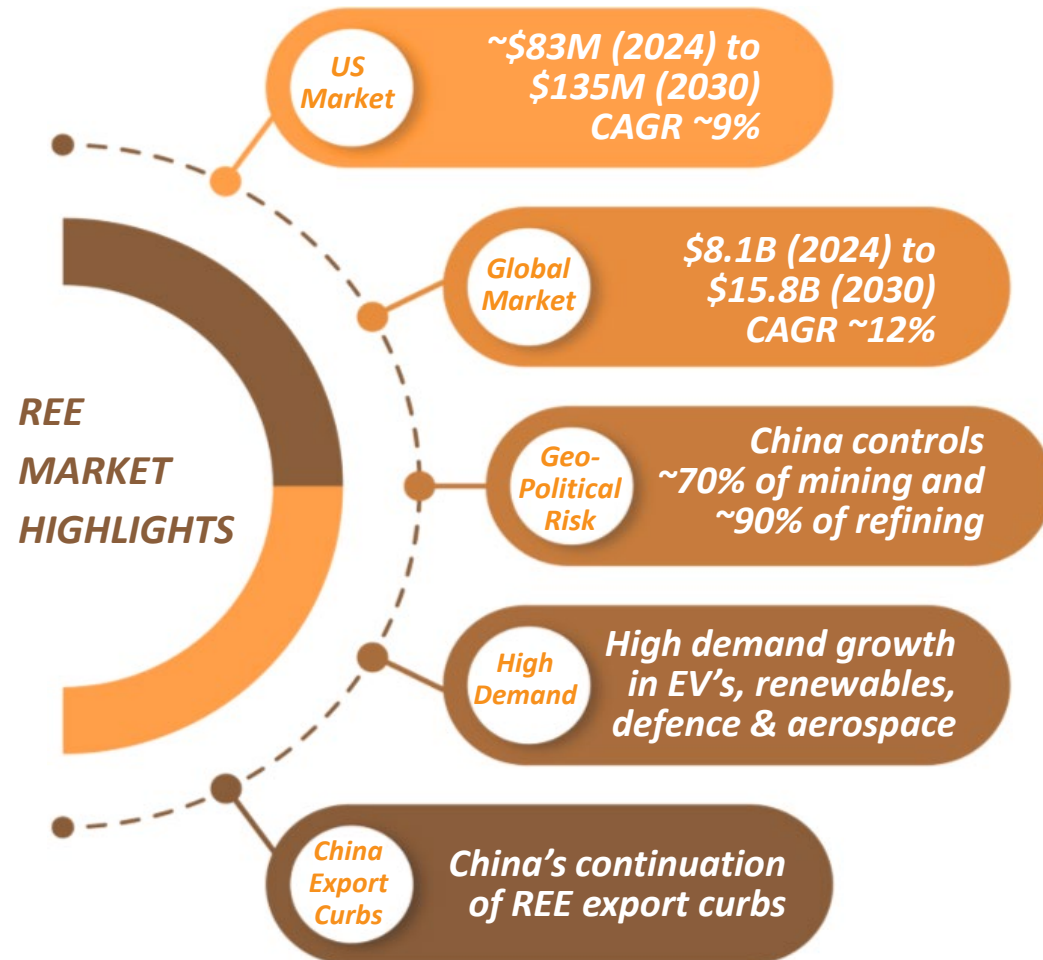 REE
MARKET
HIGHLIGHTS
US
Market
~$83M (2024) to
$135M (2030)
CAGR ~9%
Global
Market
$8.1B (2024) to
$15.8B (2030)
CAGR ~12%
Geo-
Political
Risk
China controls
~70% of mining and
~90% of refining
High
Demand
High demand growth
in EV’s, renewables,
defence & aerospace
China
Export
Curbs
China’s continuation
of REE export curbs